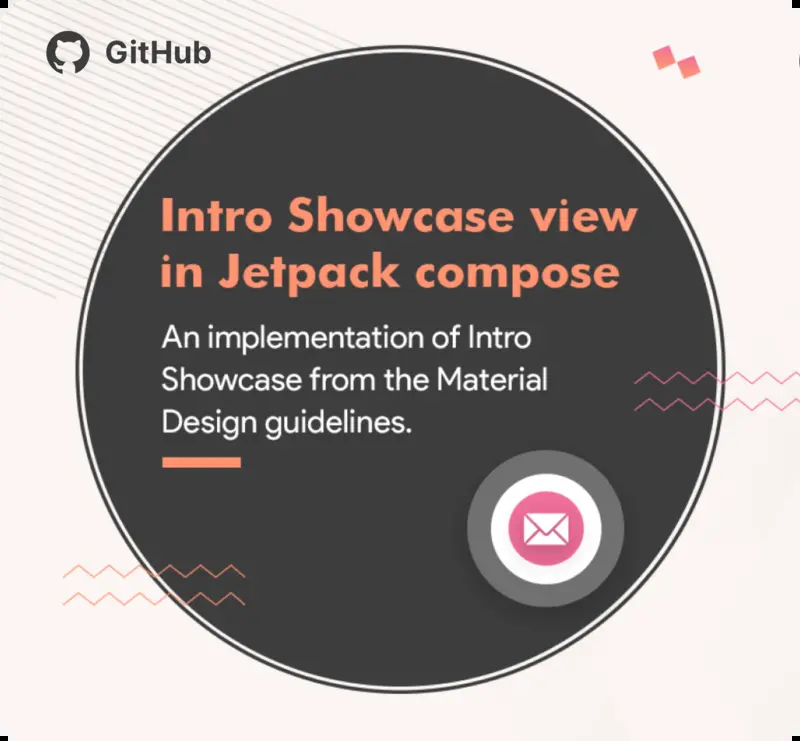 GitHub
Intro Showcase view
in Jetpack compose
An implementation of Intro
Showcase from the Material
Design guidelines.